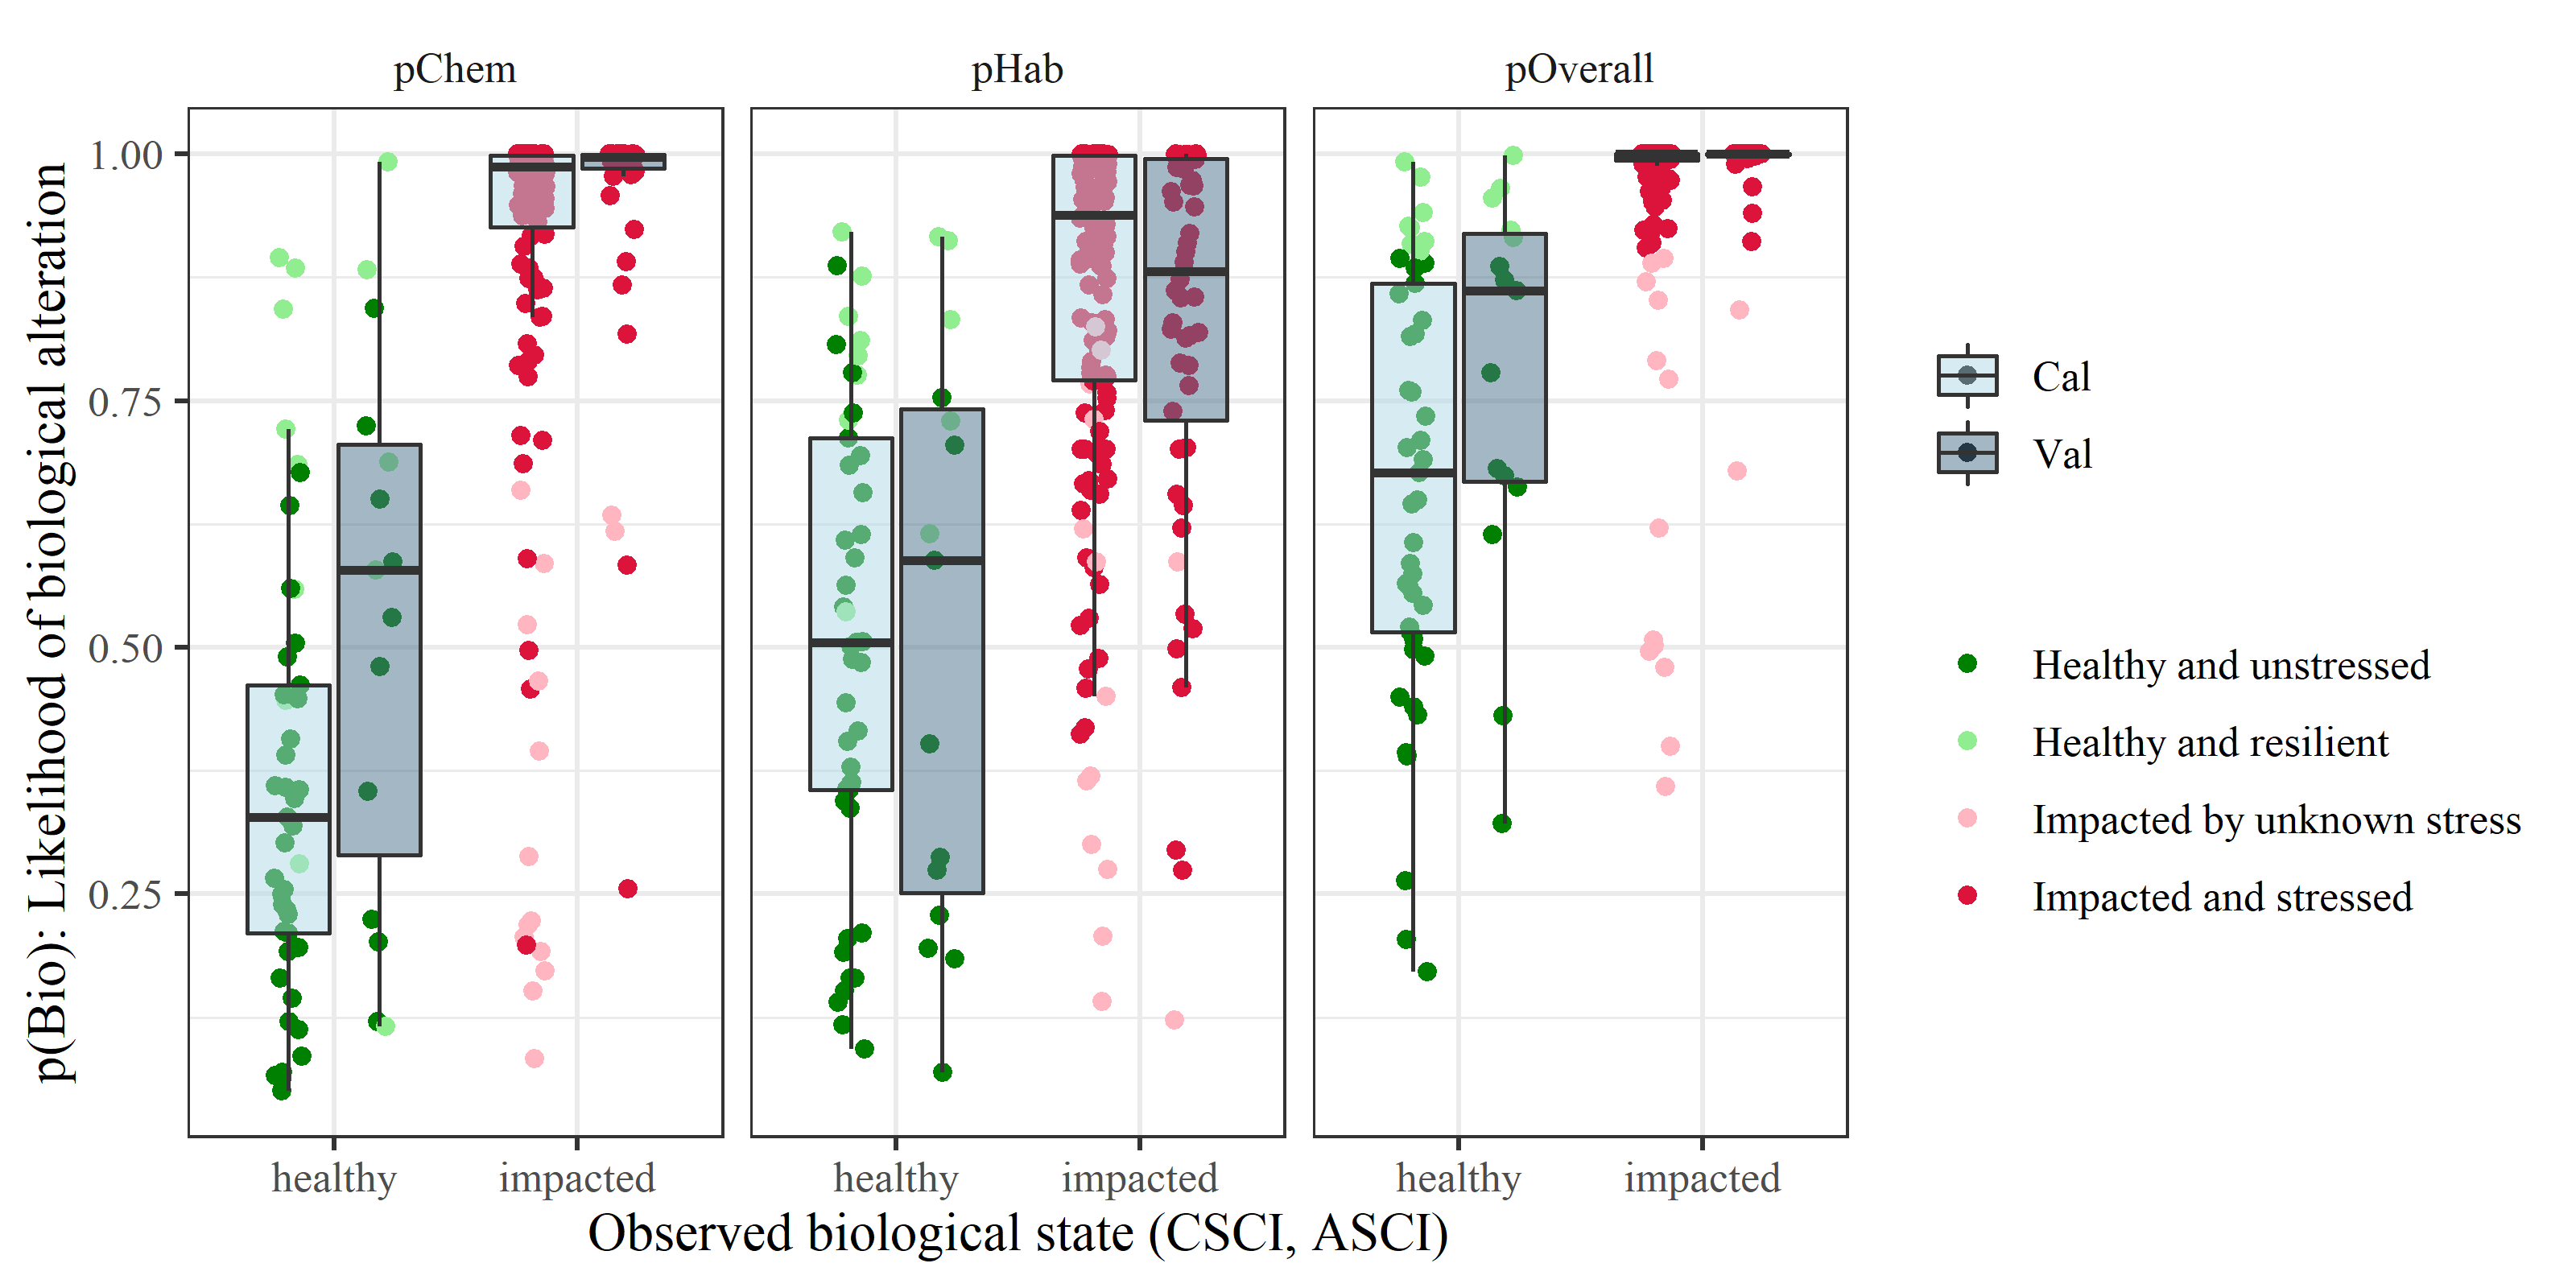 pChem
pHab
pOverall
p(Bio): Likelihood of biological alteration
1.00
0.75
0.50
0.25
healthy
impacted
healthy
impacted
healthy
impacted
Observed biological state (CSCI, ASCI)
Cal
Val
Healthy and unstressed
Healthy and resilient
Impacted by unknown stress
Impacted and stressed